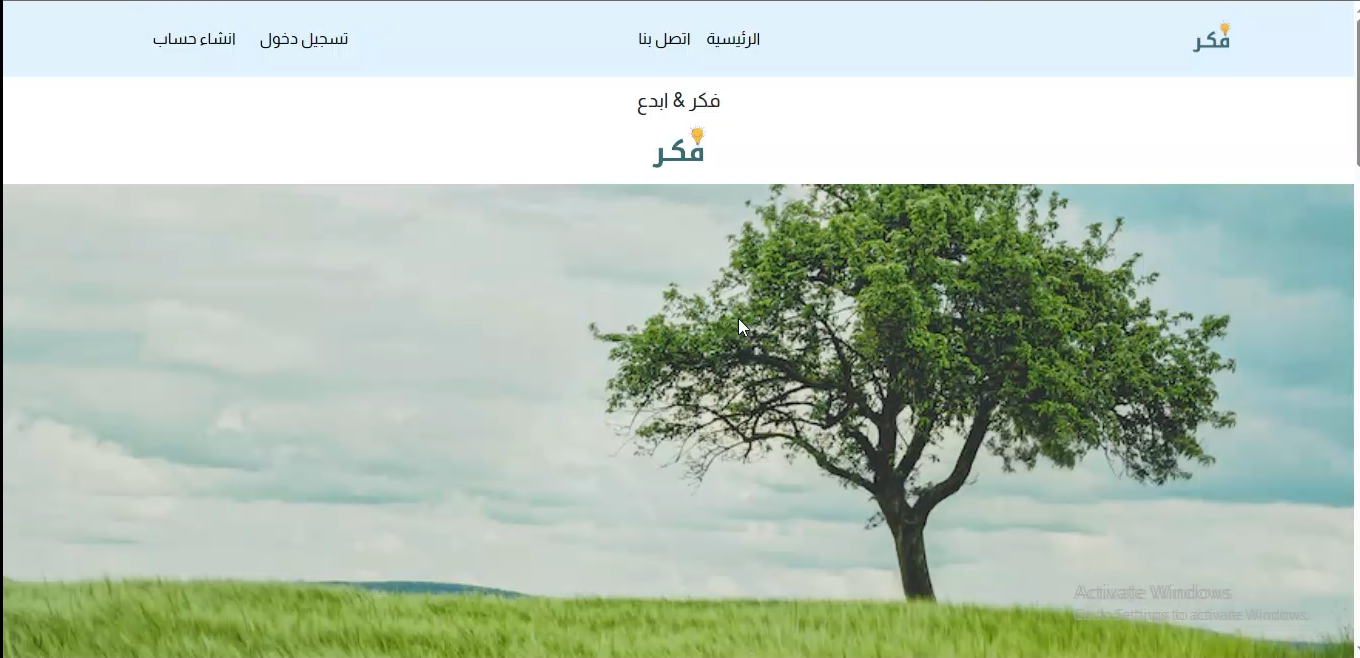 فكر
الرئيسية اتصل بنا
تسجيل دخول انشاء حساب
فكر & ابدع
فكر
Activate Windows
Go to Settings to activate Windows.